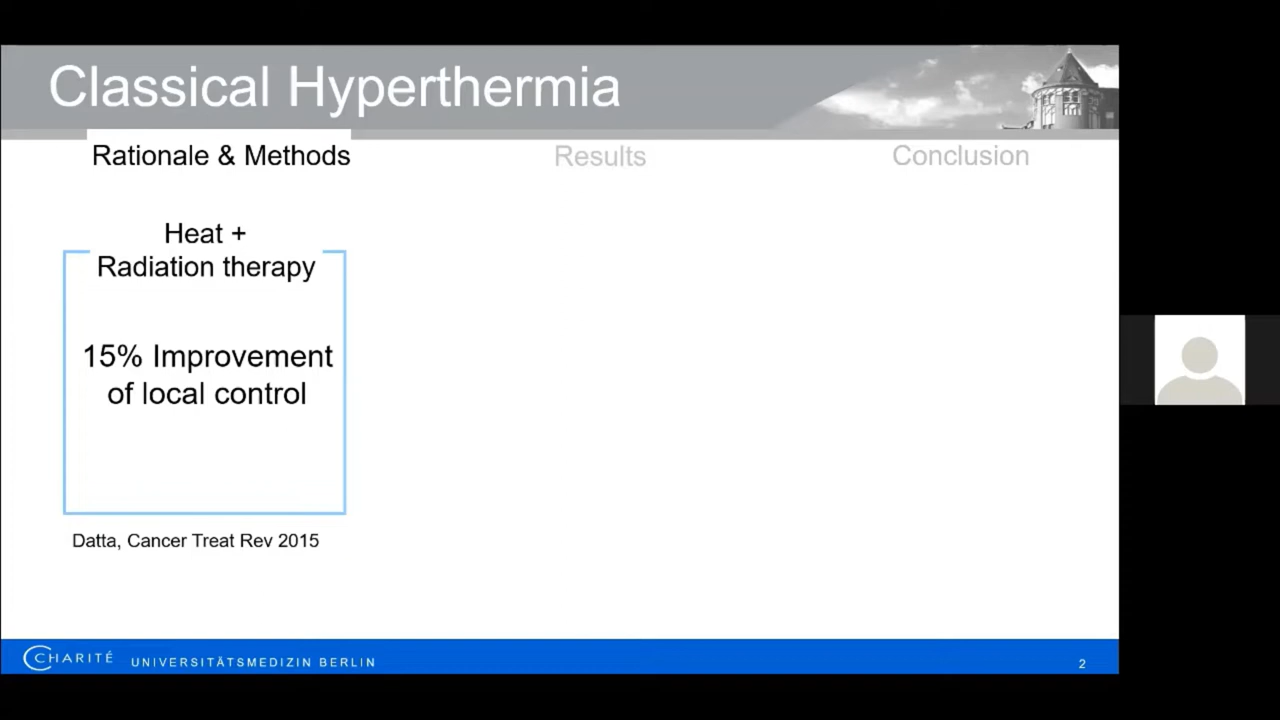 Classical Hyperthermia
Rationale & Methods
Results
Conclusion
Heat +
Radiation therapy
15% Improvement
of local control
Datta, Cancer Treat Rev 2015
CHARITÉ UNIVERSITÄTSMEDIZIN BERLIN
2